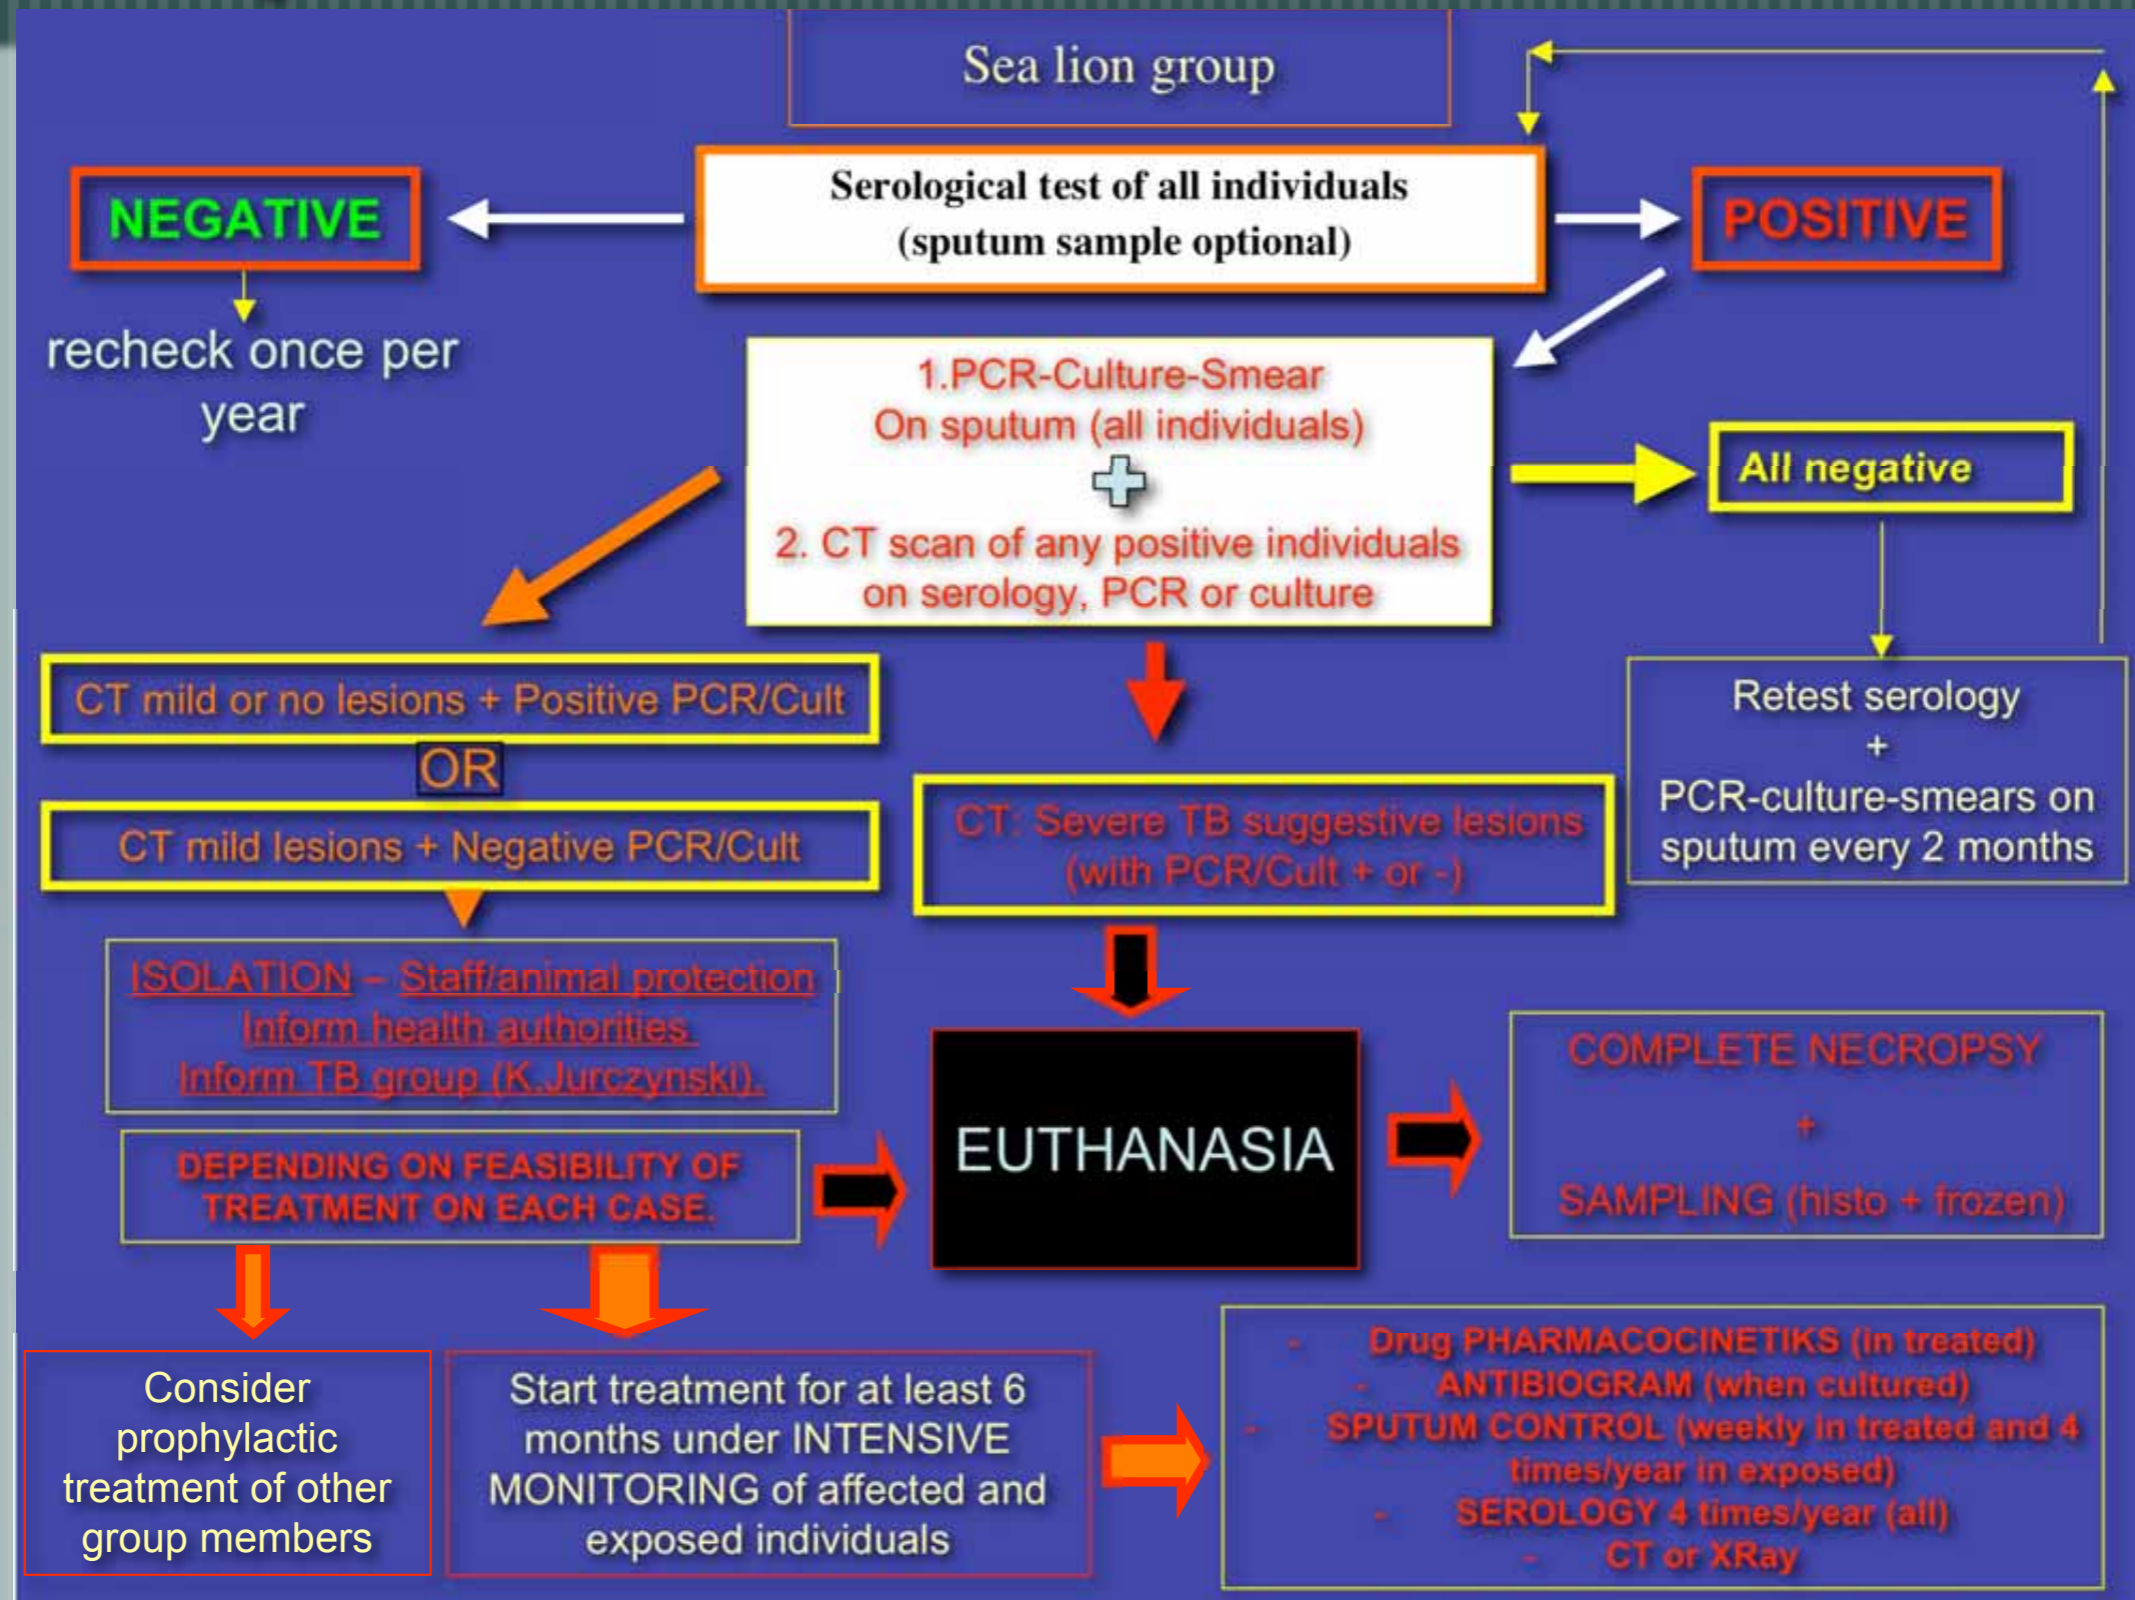 Sea lion group
Serological test of all individuals
(sputum sample optional)
NEGATIVE
POSITIVE
recheck once per
year
1.PCR-Culture-Smear
On sputum (all individuals)
2. CT scan of any positive individuals
on serology, PCR or culture
All negative
CT mild or no lesions + Positive PCR/Cult
OR
CT mild lesions + Negative PCR/Cult
CT: Severe TB suggestive lesions
(with PCR/Cult + or -)
Retest serology
+
PCR-culture-smears on
sputum every 2 months
ISOLATION – Staff/animal protection
Inform health authorities.
Inform TB group (K.Jurczynski).
DEPENDING ON FEASIBILITY OF
TREATMENT ON EACH CASE.
EUTHANASIA
COMPLETE NECROPSY
+
SAMPLING (histo + frozen)
Consider
prophylactic
treatment of other
group members
Start treatment for at least 6
months under INTENSIVE
MONITORING of affected and
exposed individuals
- Drug PHARMACOCINETIKS (in treated)
- ANTIBIOGRAM (when cultured)
- SPUTUM CONTROL (weekly in treated and 4
times/year in exposed)
- SEROLOGY 4 times/year (all)
- CT or XRay